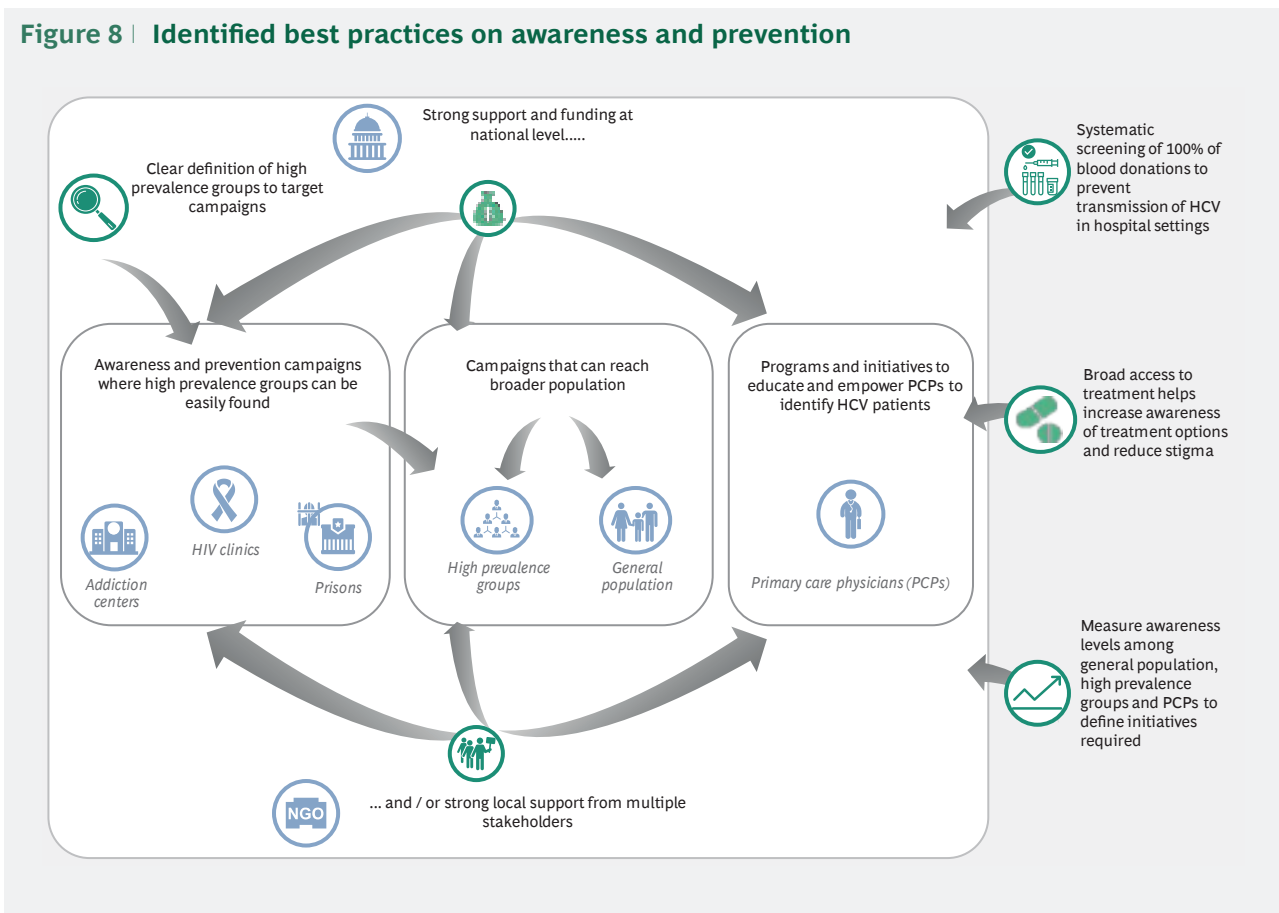 Figure 8 | Identified best practices on awareness and prevention
Strong support and funding at
national level.....
Clear definition of high
prevalence groups to target
campaigns
Systematic
screening of 100% of
blood donations to
prevent
transmission of HCV
in hospital settings
Awareness and prevention campaigns
where high prevalence groups can be
easily found
Addiction
centers
HIV clinics
Prisons
Campaigns that can reach
broader population
High prevalence
groups
General
population
Programs and initiatives to
educate and empower PCPs to
identify HCV patients
Primary care physicians (PCPs)
Broad access to
treatment helps
increase awareness
of treatment options
and reduce stigma
Measure awareness
levels among
general population,
high prevalence
groups and PCPs to
define initiatives
required
NGO
... and / or strong local support from multiple
stakeholders